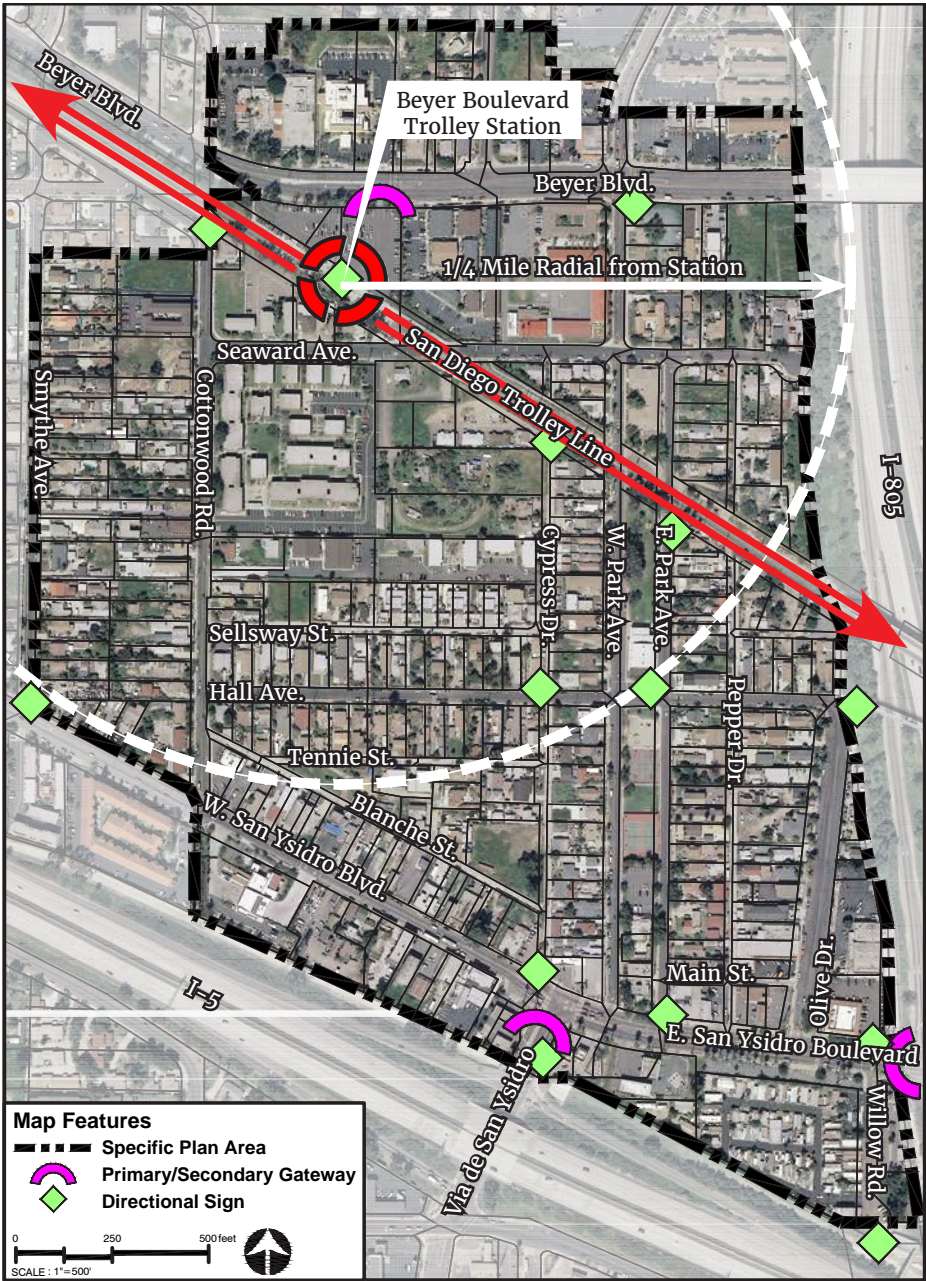 Beyer Blvd.
Beyer Boulevard
Trolley Station
Beyer Blvd.
1/4 Mile Radial from Station
Seaward Ave.
San Diego Trolley Line
Smythe Ave.
Cottonwood Rd.
I-805
Cypress Dr.
W. Park Ave.
E. Park Ave.
Sellsway St.
Hall Ave.
Pepper Dr.
Tennie St.
Blanche St.
W. San Ysidro Blvd.
Main St.
Olive Dr.
I-5
E. San Ysidro Boulevard
Via de San Ysidro
Willow Rd.
Map Features
Specific Plan Area
Primary/Secondary Gateway
Directional Sign
0 250 500 feet
SCALE : 1"=500'